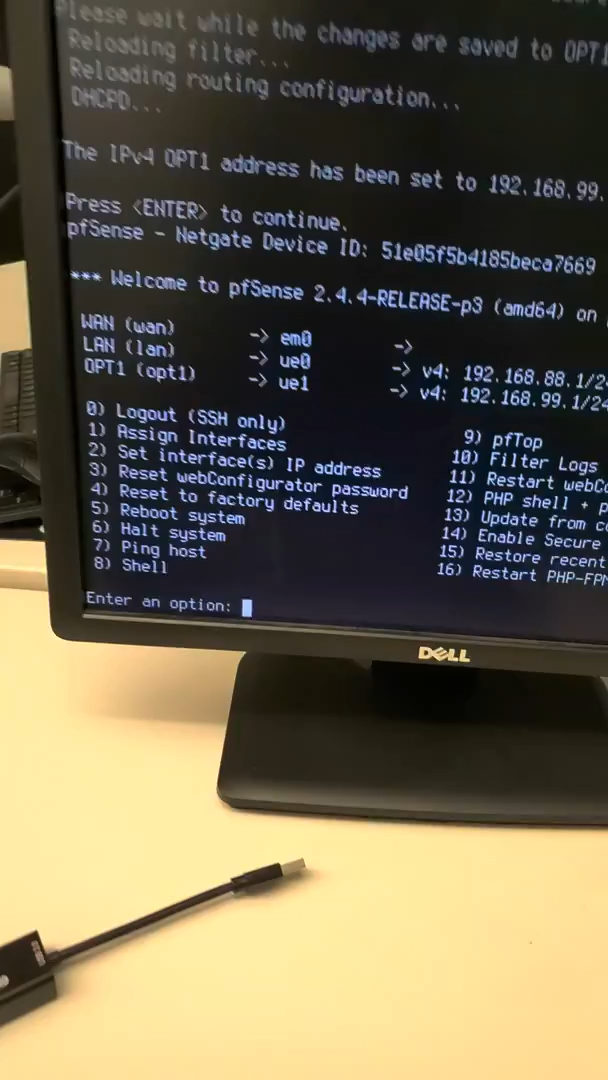 Please wait while the changes are saved to OPT1
Reloading filter...
Reloading routing configuration...
DHCPD...
The IPv4 OPT1 address has been set to 192.168.99.
Press <ENTER> to continue.
pfSense - Netgate Device ID: 51e05f5b4185beca7669
*** Welcome to pfSense 2.4.4-RELEASE-p3 (amd64) on
WAN (wan) -> em0 ->
LAN (lan) -> ue0 -> v4: 192.168.88.1/2
OPT1 (opt1) -> ue1 -> v4: 192.168.99.1/24
0) Logout (SSH only)
1) Assign Interfaces
2) Set interface(s) IP address
3) Reset webConfigurator password
4) Reset to factory defaults
5) Reboot system
6) Halt system
7) Ping host
8) Shell
9) pfTop
10) Filter Logs
11) Restart webCo
12) PHP shell + p
13) Update from co
14) Enable Secure
15) Restore recent
16) Restart PHP-FPM
Enter an option:
DELL